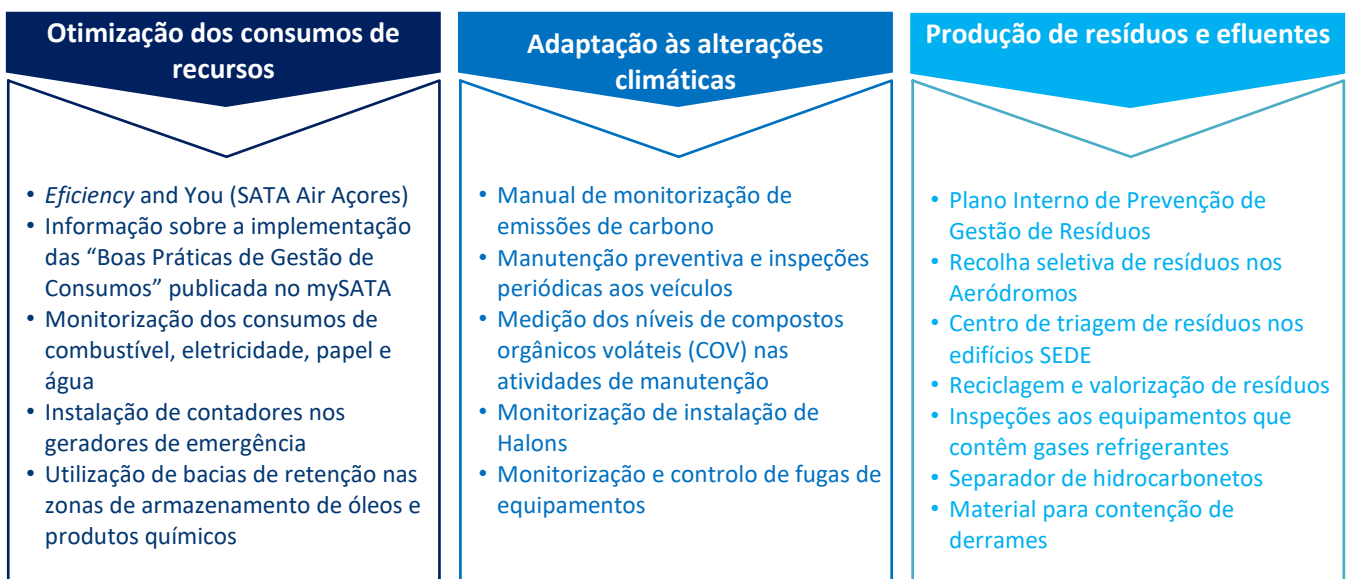 Otimização dos consumos de
recursos
• Eficiency and You (SATA Air Açores)
• Informação sobre a implementação
das “Boas Práticas de Gestão de
Consumos” publicada no mySATA
• Monitorização dos consumos de
combustível, eletricidade, papel e
água
• Instalação de contadores nos
geradores de emergência
• Utilização de bacias de retenção nas
zonas de armazenamento de óleos e
produtos químicos
Adaptação às alterações
climáticas
• Manual de monitorização de
emissões de carbono
• Manutenção preventiva e inspeções
periódicas aos veículos
• Medição dos níveis de compostos
orgânicos voláteis (COV) nas
atividades de manutenção
• Monitorização de instalação de
Halons
• Monitorização e controlo de fugas de
equipamentos
Produção de resíduos e efluentes
• Plano Interno de Prevenção de
Gestão de Resíduos
• Recolha seletiva de resíduos nos
Aeródromos
• Centro de triagem de resíduos nos
edifícios SEDE
• Reciclagem e valorização de resíduos
• Inspeções aos equipamentos que
contêm gases refrigerantes
• Separador de hidrocarbonetos
• Material para contenção de
derrames